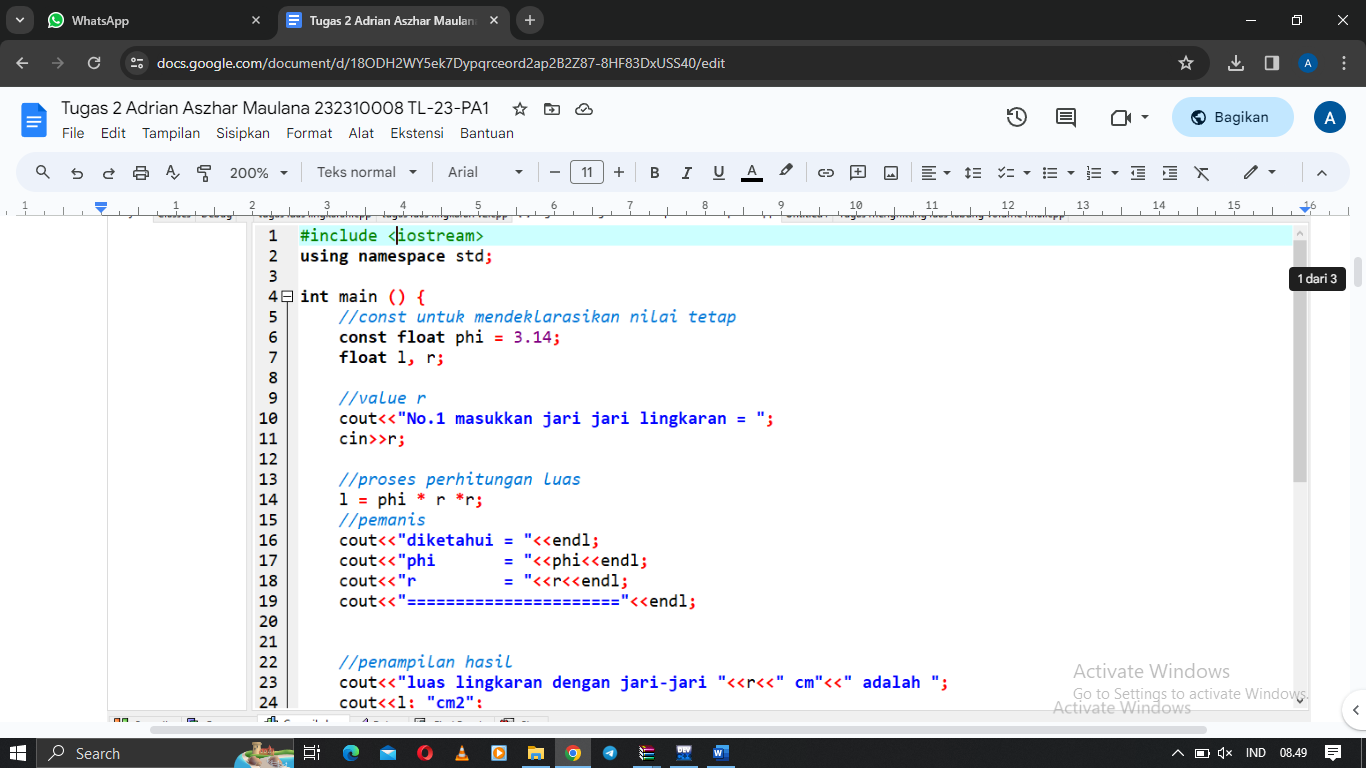 WhatsApp
Tugas 2 Adrian Aszhar Maulan
docs.google.com/document/d/18ODH2WY5ek7Dypqrceord2ap2B2Z87-8HF83DxUSS40/edit
A
Tugas 2 Adrian Aszhar Maulana 232310008 TL-23-PA1
File Edit Tampilan Sisipkan Format Alat Ekstensi Bantuan
Bagikan
A
200% Teks normal Arial 11 B I U A
1 1 2 3 4 5 6 7 8 9 10 11 12 13 14 15 16
1 #include <iostream>
2 using namespace std;
3
4 int main () {
5 //const untuk mendeklarasikan nilai tetap
6 const float phi = 3.14;
7 float l, r;
8
9 //value r
10 cout<<"No.1 masukkan jari jari lingkaran = ";
11 cin>>r;
12
13 //proses perhitungan luas
14 l = phi * r *r;
15 //pemanis
16 cout<<"diketahui = "<<endl;
17 cout<<"phi       = "<<phi<<endl;
18 cout<<"r         = "<<r<<endl;
19 cout<<"======================"<<endl;
20
21
22 //penampilan hasil
23 cout<<"luas lingkaran dengan jari-jari "<<r<<" cm"<<" adalah ";
24 cout<<l; "cm2";
1 dari 3
Activate Windows
Go to Settings to activate Windows.
Activate Windows
Search
IND 08.49